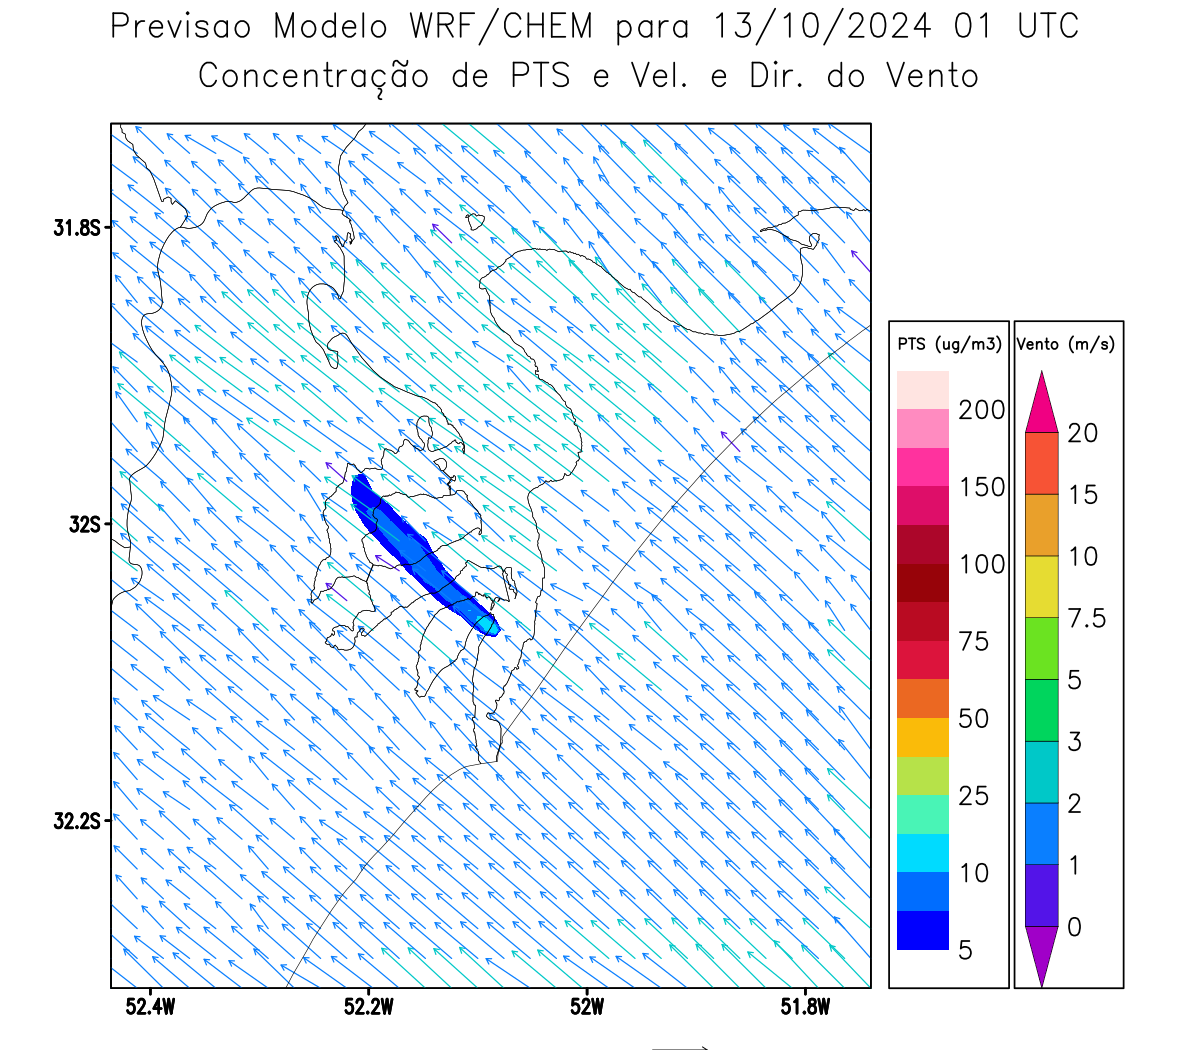 Previsao Modelo WRF/CHEM para 13/10/2024 01 UTC
Concentração de PTS e Vel. e Dir. do Vento
31.8S
32S
32.2S
52.4W 52.2W 52W 51.8W
PTS (ug/m3)
200
150
100
75
50
25
10
5
Vento (m/s)
20
15
10
7.5
5
3
2
1
0